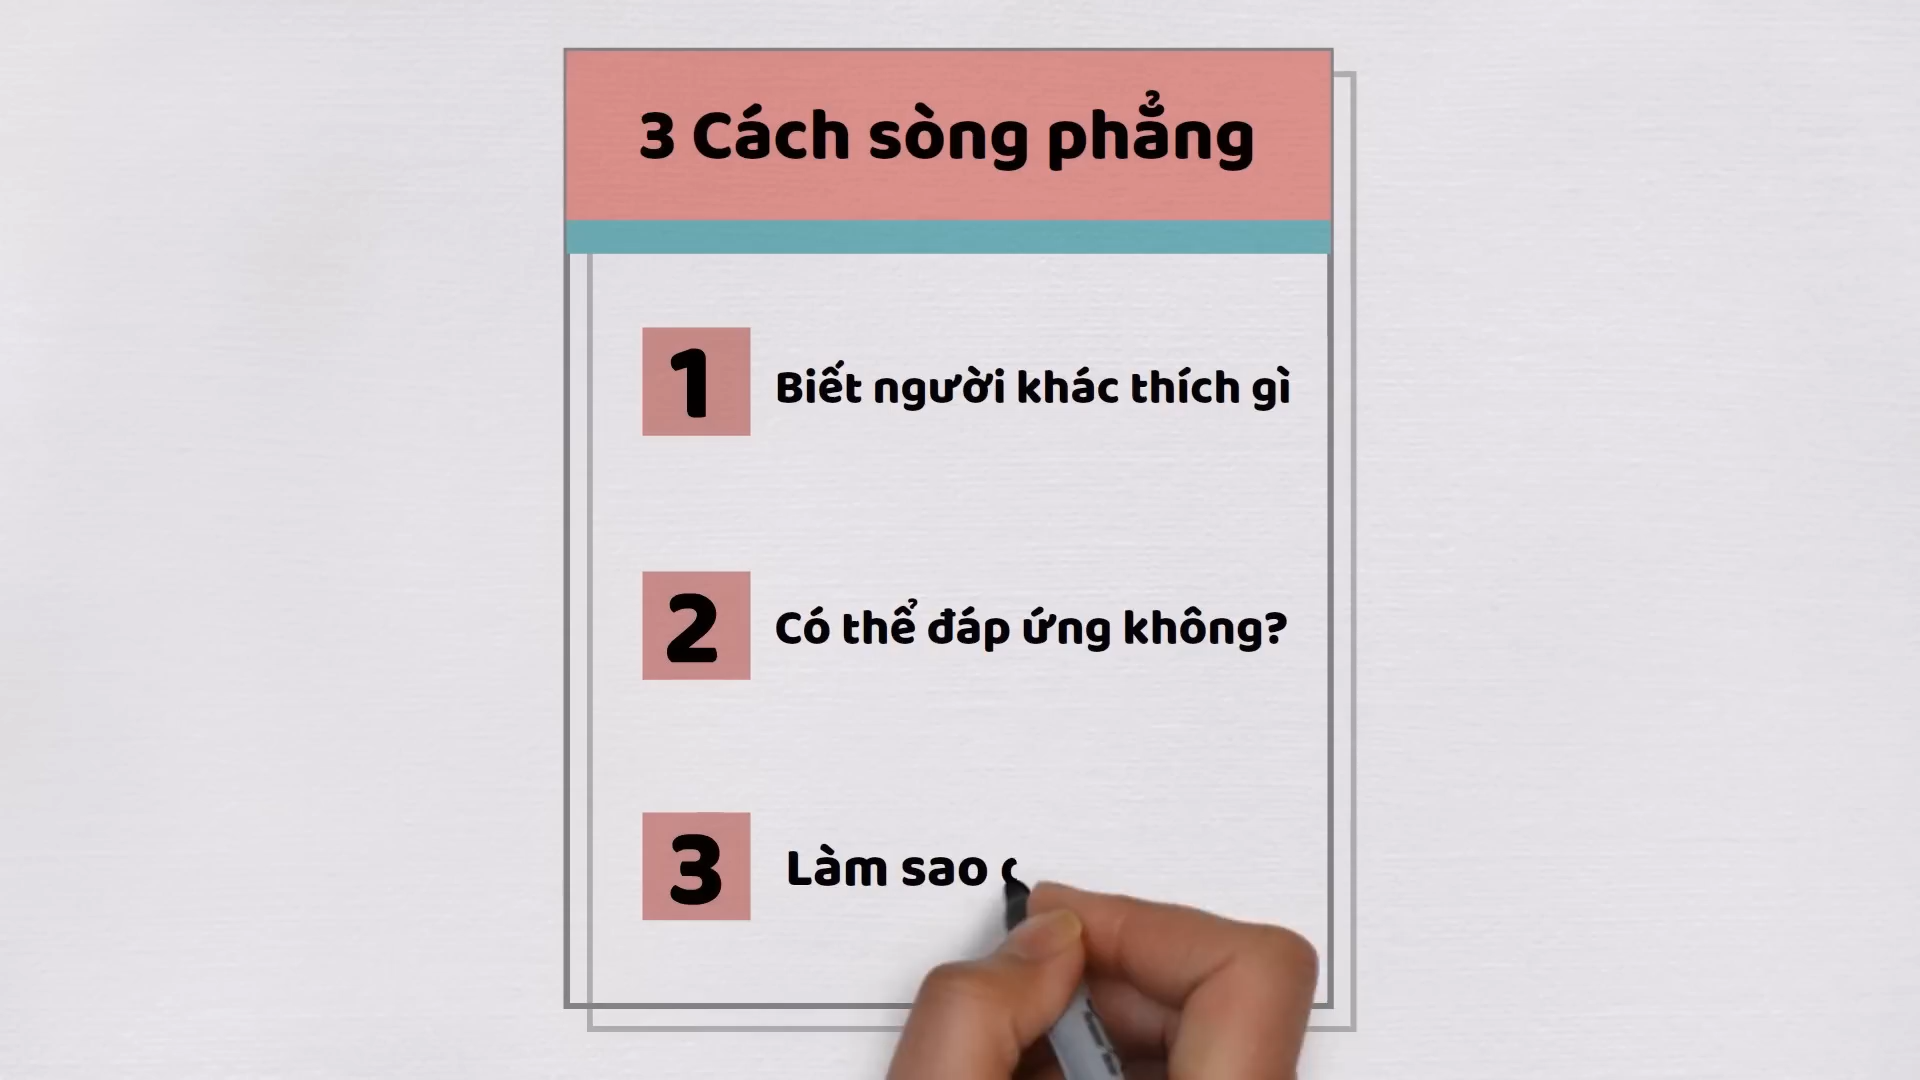 3 Cách sòng phẳng
1 Biết người khác thích gì
2 Có thể đáp ứng không?
3 Làm sao